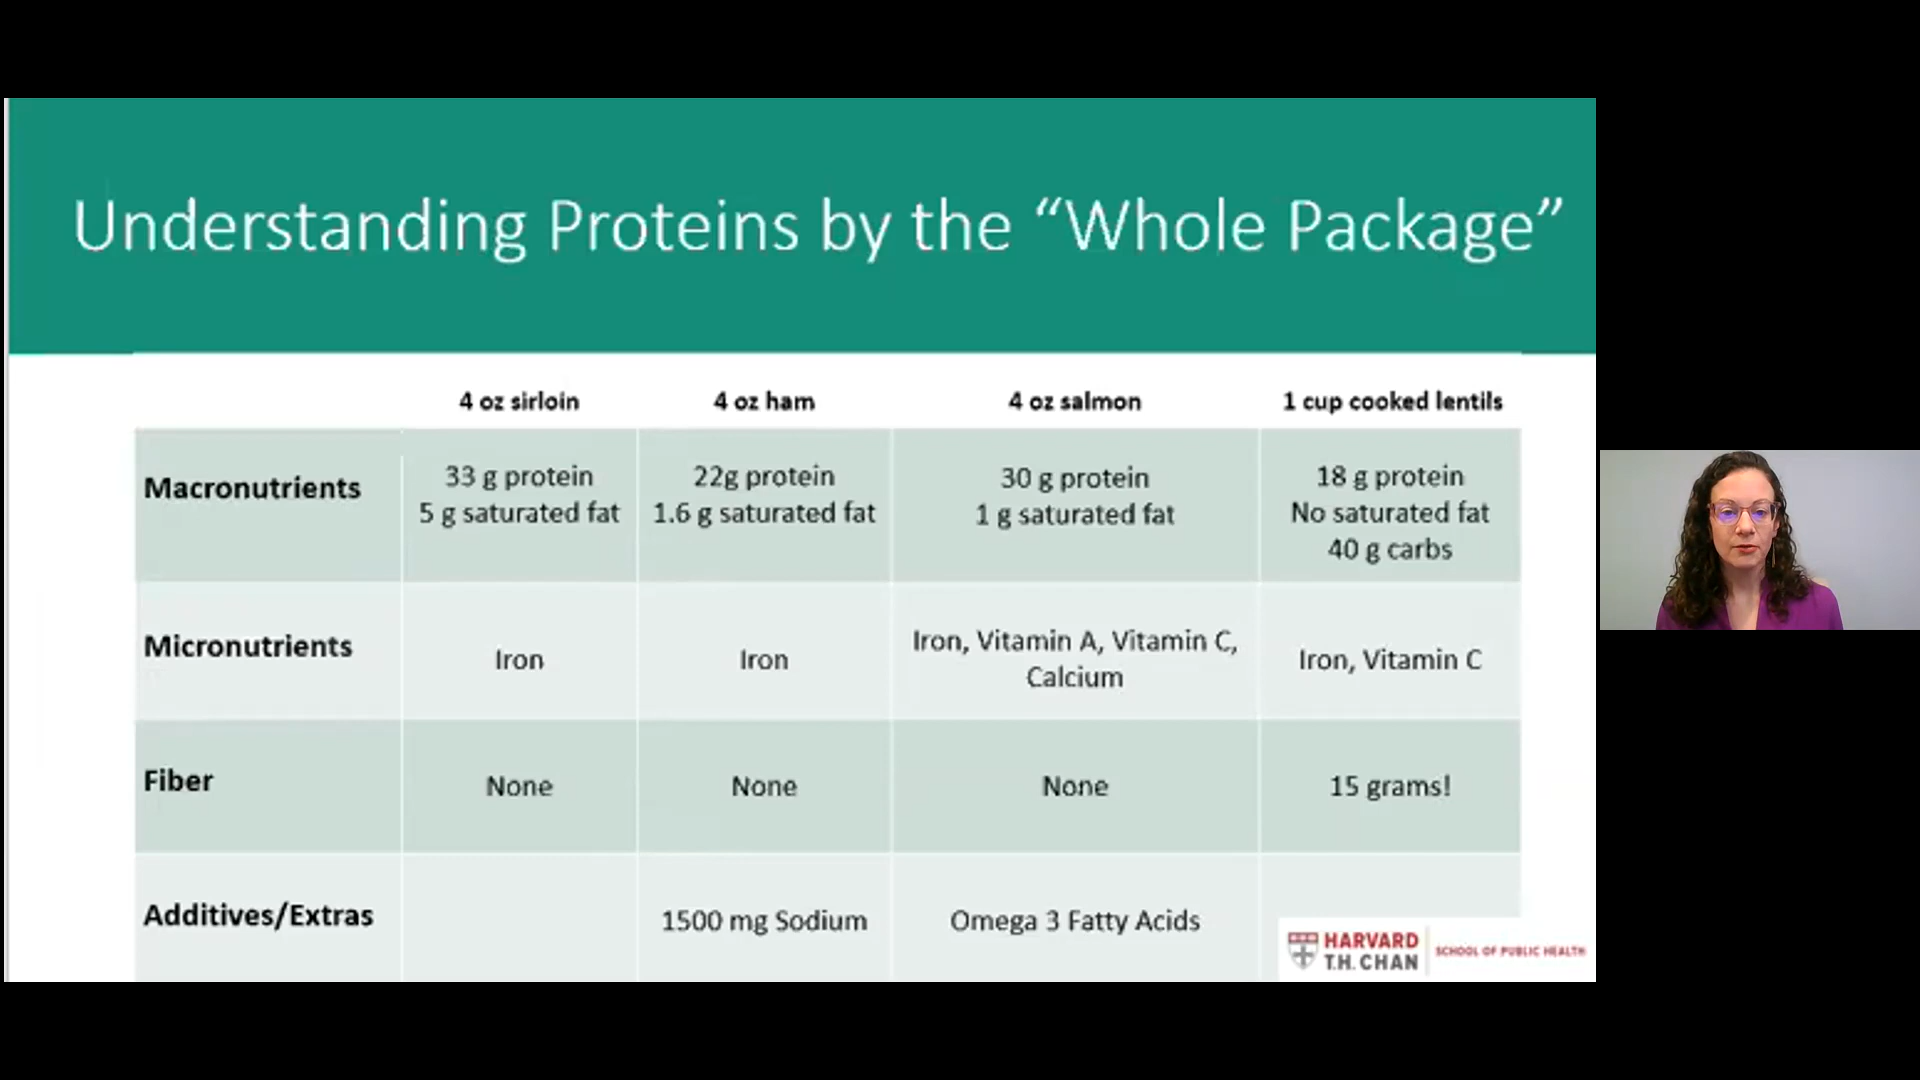 Understanding Proteins by the “Whole Package”
4 oz sirloin
4 oz ham
4 oz salmon
1 cup cooked lentils
Macronutrients
33 g protein
5 g saturated fat
22g protein
1.6 g saturated fat
30 g protein
1 g saturated fat
18 g protein
No saturated fat
40 g carbs
Micronutrients
Iron
Iron
Iron, Vitamin A, Vitamin C,
Calcium
Iron, Vitamin C
Fiber
None
None
None
15 grams!
Additives/Extras
1500 mg Sodium
Omega 3 Fatty Acids
HARVARD
T.H. CHAN
SCHOOL OF PUBLIC HEALTH